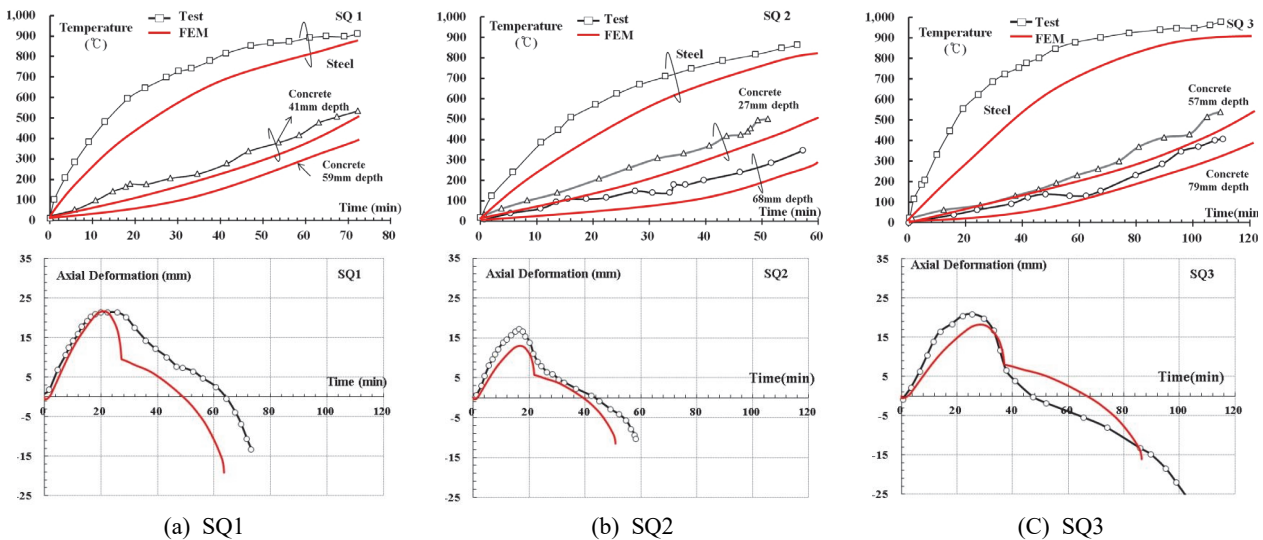 1,000
900
800
700
600
500
400
300
200
100
0
Temperature
(℃)
Test
FEM
SQ 1
Steel
Concrete
41mm depth
Concrete
59mm depth
Time (min)
0 10 20 30 40 50 60 70 80
1,000
900
800
700
600
500
400
300
200
100
0
Temperature
(℃)
Test
FEM
SQ 2
Steel
Concrete
27mm depth
68mm depth
Time (min)
0 10 20 30 40 50 60
1,000
900
800
700
600
500
400
300
200
100
0
Temperature
(℃)
Test
FEM
SQ 3
Concrete
57mm depth
Steel
Concrete
79mm depth
Time(min)
0 20 40 60 80 100 120
35
25
15
5
-5
-15
-25
Axial Deformation (mm)
SQ1
Time (min)
0 20 40 60 80 100 120
35
25
15
5
-5
-15
-25
Axial Deformation (mm)
SQ2
Time(min)
0 20 40 60 80 100 120
35
25
15
5
-5
-15
-25
Axial Deformation (mm)
SQ3
Time(min)
0 20 40 60 80 100 120
(a) SQ1
(b) SQ2
(C) SQ3